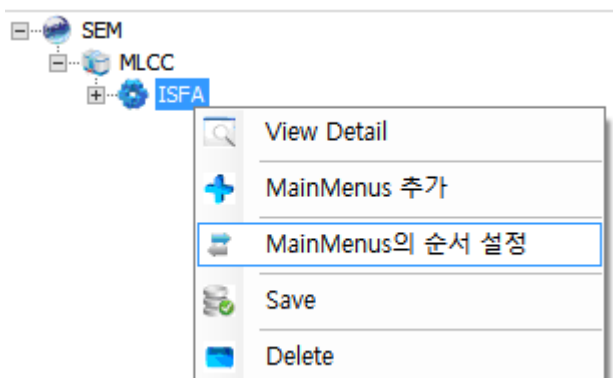 SEM
MLCC
ISFA
View Detail
MainMenus 추가
MainMenus의 순서 설정
Save
Delete